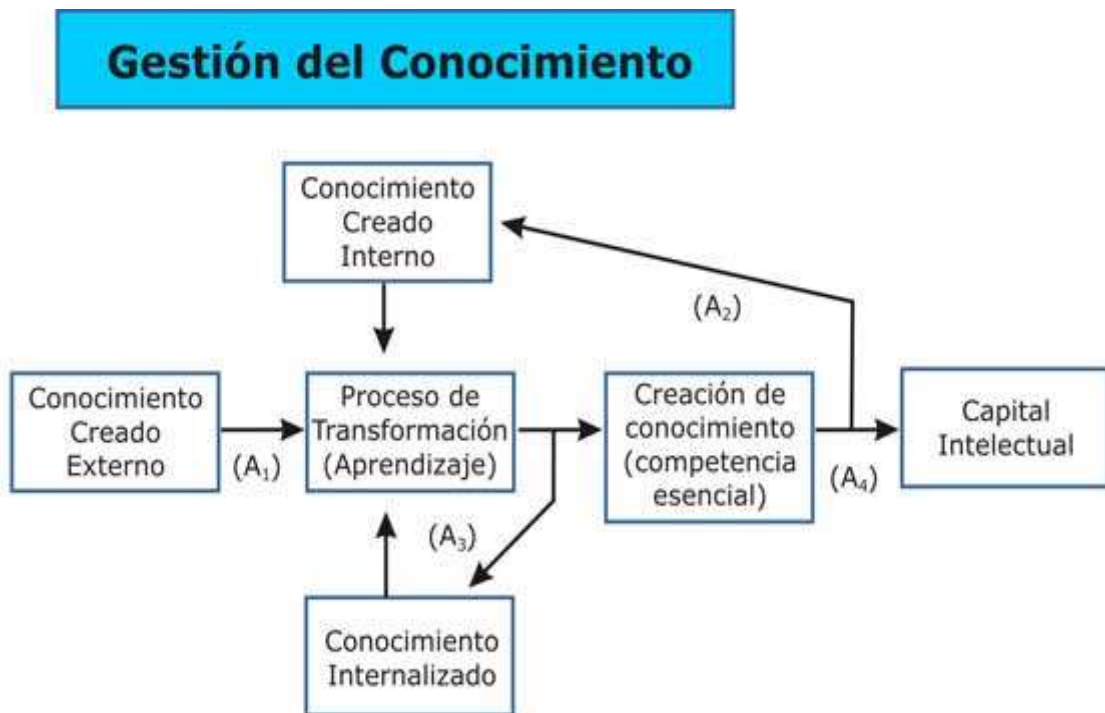 Gestión del Conocimiento
Conocimiento
Creado
Interno
(A₂)
Conocimiento
Creado
Externo
(A₁)
Proceso de
Transformación
(Aprendizaje)
Creación de
conocimiento
(competencia
esencial)
(A₄)
Capital
Intelectual
(A₃)
Conocimiento
Internalizado